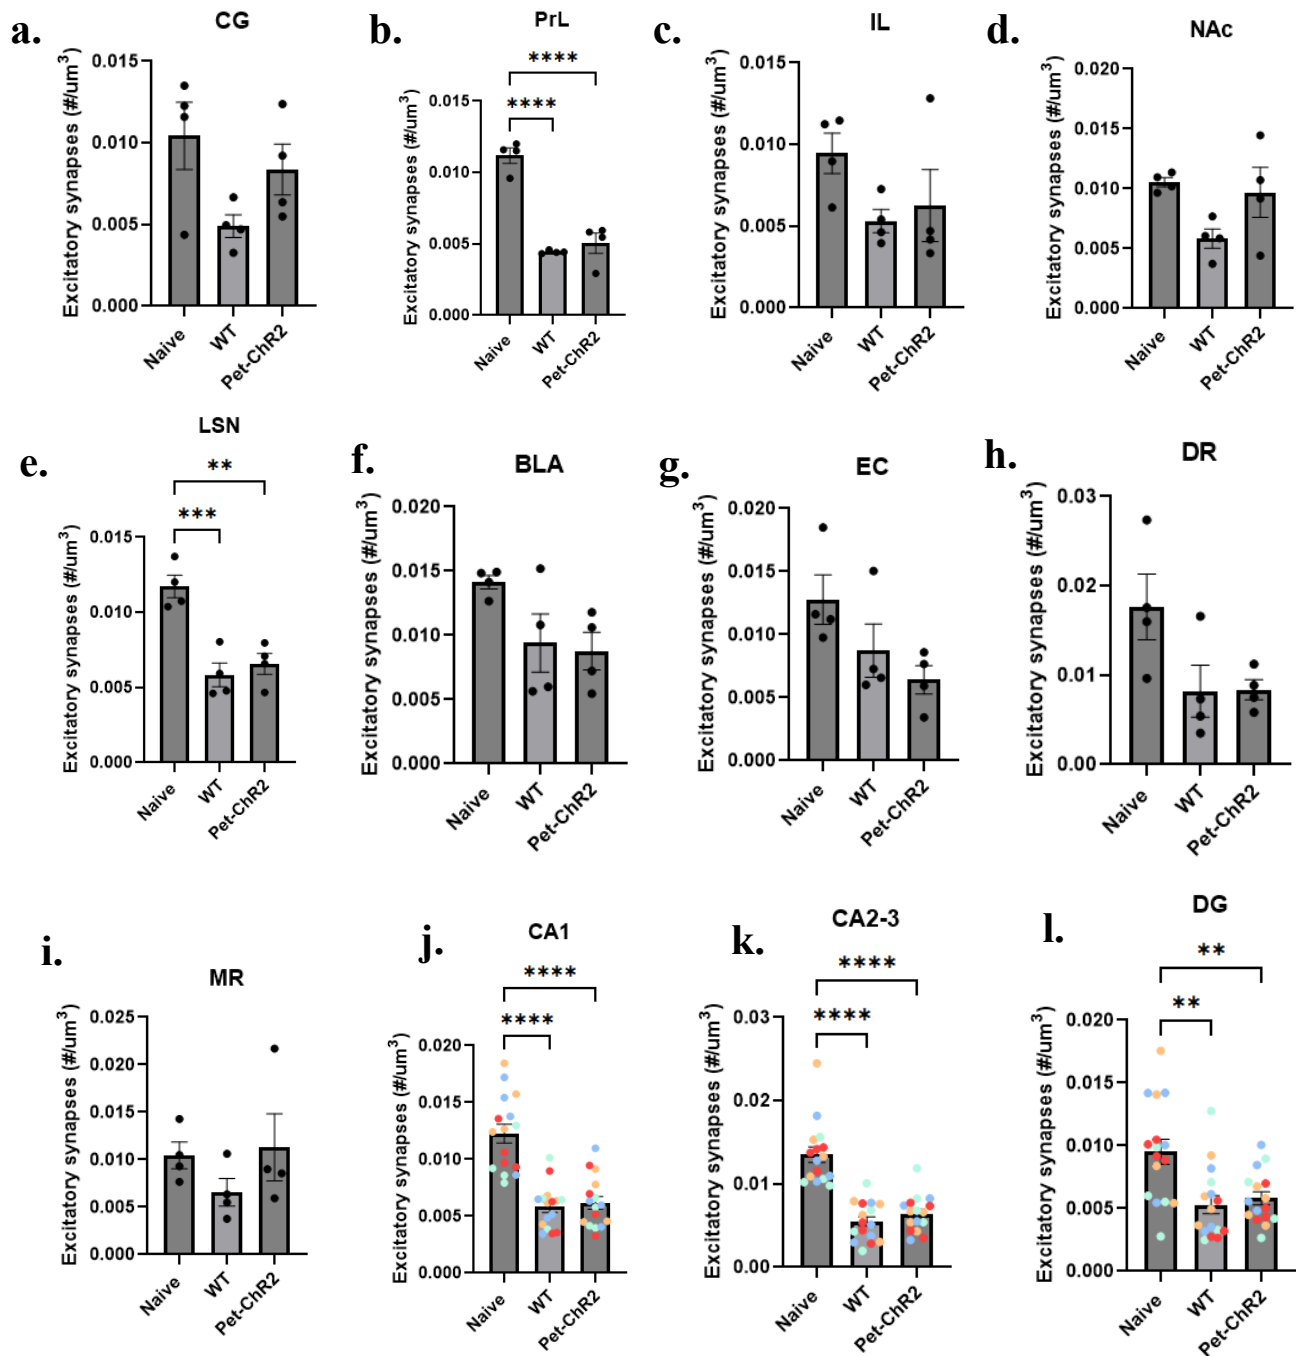 a.
CG
Excitatory synapses (#/um³)
0.015
0.010
0.005
0.000
Naive
WT
Pet-ChR2
b.
PrL
****
****
Excitatory synapses (#/um³)
0.015
0.010
0.005
0.000
Naive
WT
Pet-ChR2
c.
IL
Excitatory synapses (#/um³)
0.015
0.010
0.005
0.000
Naive
WT
Pet-ChR2
d.
NAc
Excitatory synapses (#/um³)
0.020
0.015
0.010
0.005
0.000
Naive
WT
Pet-ChR2
e.
LSN
**
***
Excitatory synapses (#/um³)
0.015
0.010
0.005
0.000
Naive
WT
Pet-ChR2
f.
BLA
Excitatory synapses (#/um³)
0.020
0.015
0.010
0.005
0.000
Naive
WT
Pet-ChR2
g.
EC
Excitatory synapses (#/um³)
0.020
0.015
0.010
0.005
0.000
Naive
WT
Pet-ChR2
h.
DR
Excitatory synapses (#/um³)
0.03
0.02
0.01
0.00
Naive
WT
Pet-ChR2
i.
MR
Excitatory synapses (#/um³)
0.025
0.020
0.015
0.010
0.005
0.000
Naive
WT
Pet-ChR2
j.
CA1
****
****
Excitatory synapses (#/um³)
0.020
0.015
0.010
0.005
0.000
Naive
WT
Pet-ChR2
k.
CA2-3
****
****
Excitatory synapses (#/um³)
0.03
0.02
0.01
0.00
Naive
WT
Pet-ChR2
l.
DG
**
**
Excitatory synapses (#/um³)
0.020
0.015
0.010
0.005
0.000
Naive
WT
Pet-ChR2